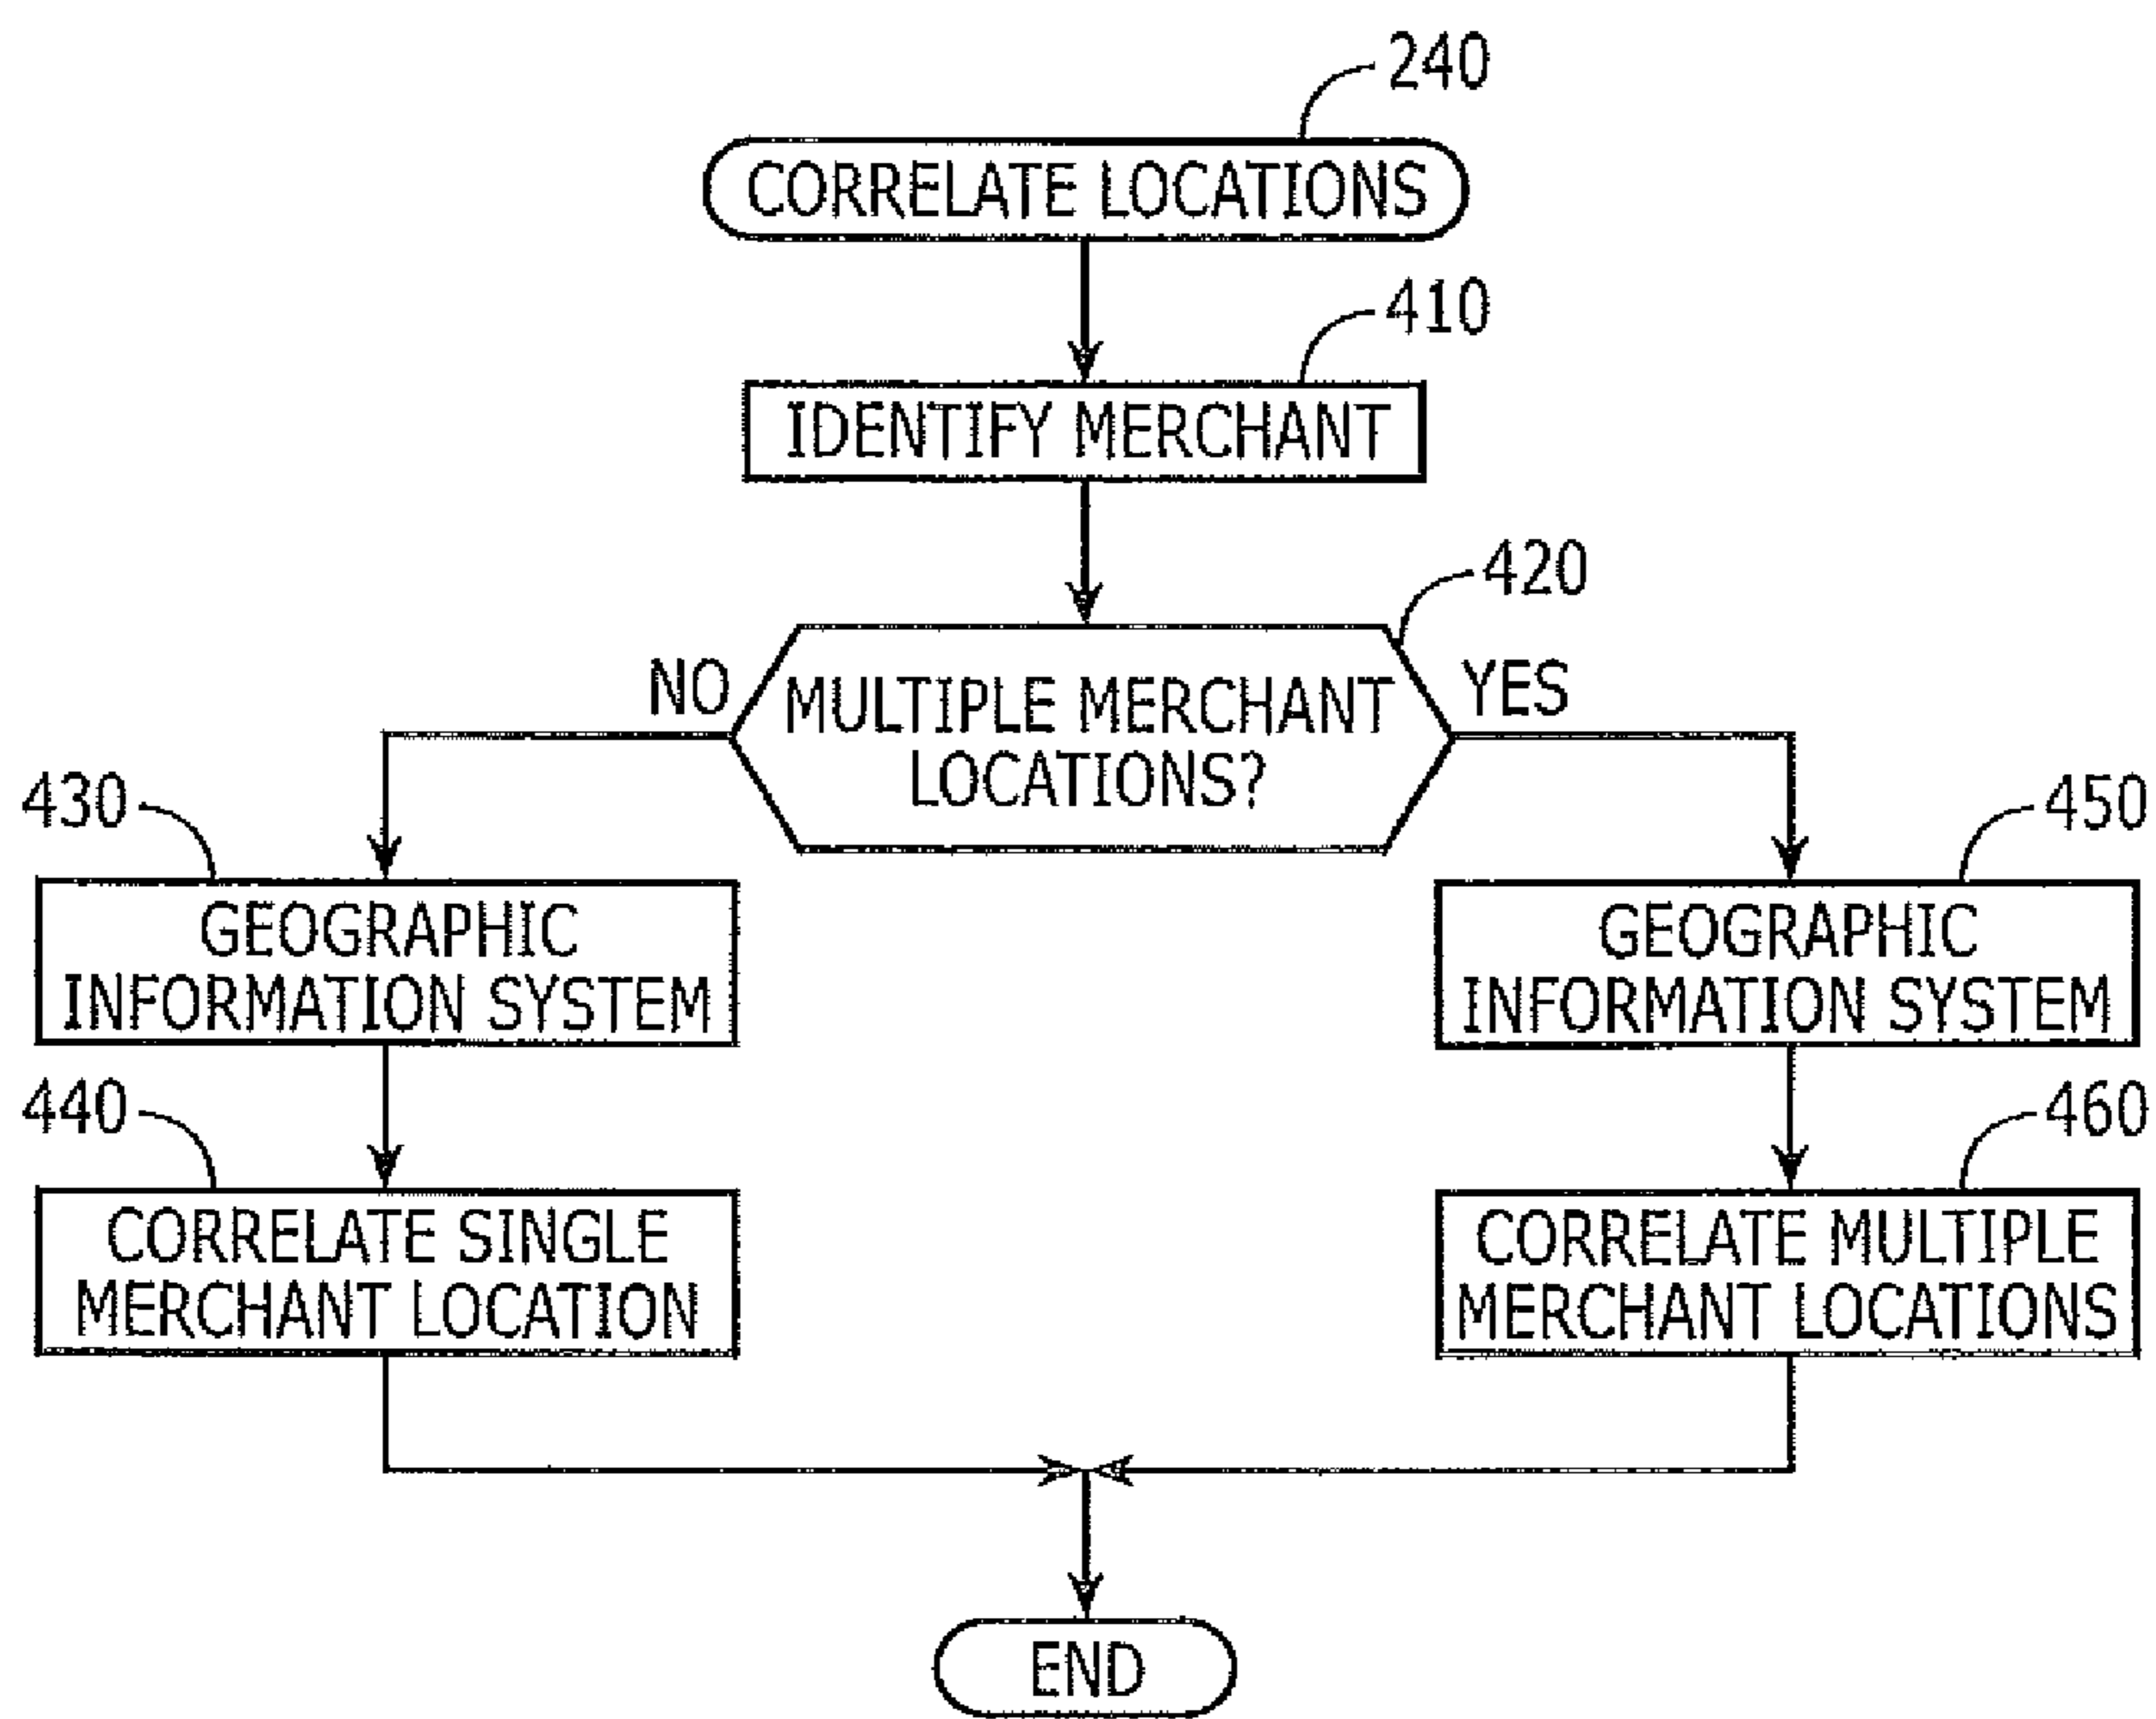 240
CORRELATE LOCATIONS
410
IDENTIFY MERCHANT
420
NO
MULTIPLE MERCHANT
LOCATIONS?
YES
430
GEOGRAPHIC
INFORMATION SYSTEM
450
GEOGRAPHIC
INFORMATION SYSTEM
440
CORRELATE SINGLE
MERCHANT LOCATION
460
CORRELATE MULTIPLE
MERCHANT LOCATIONS
END